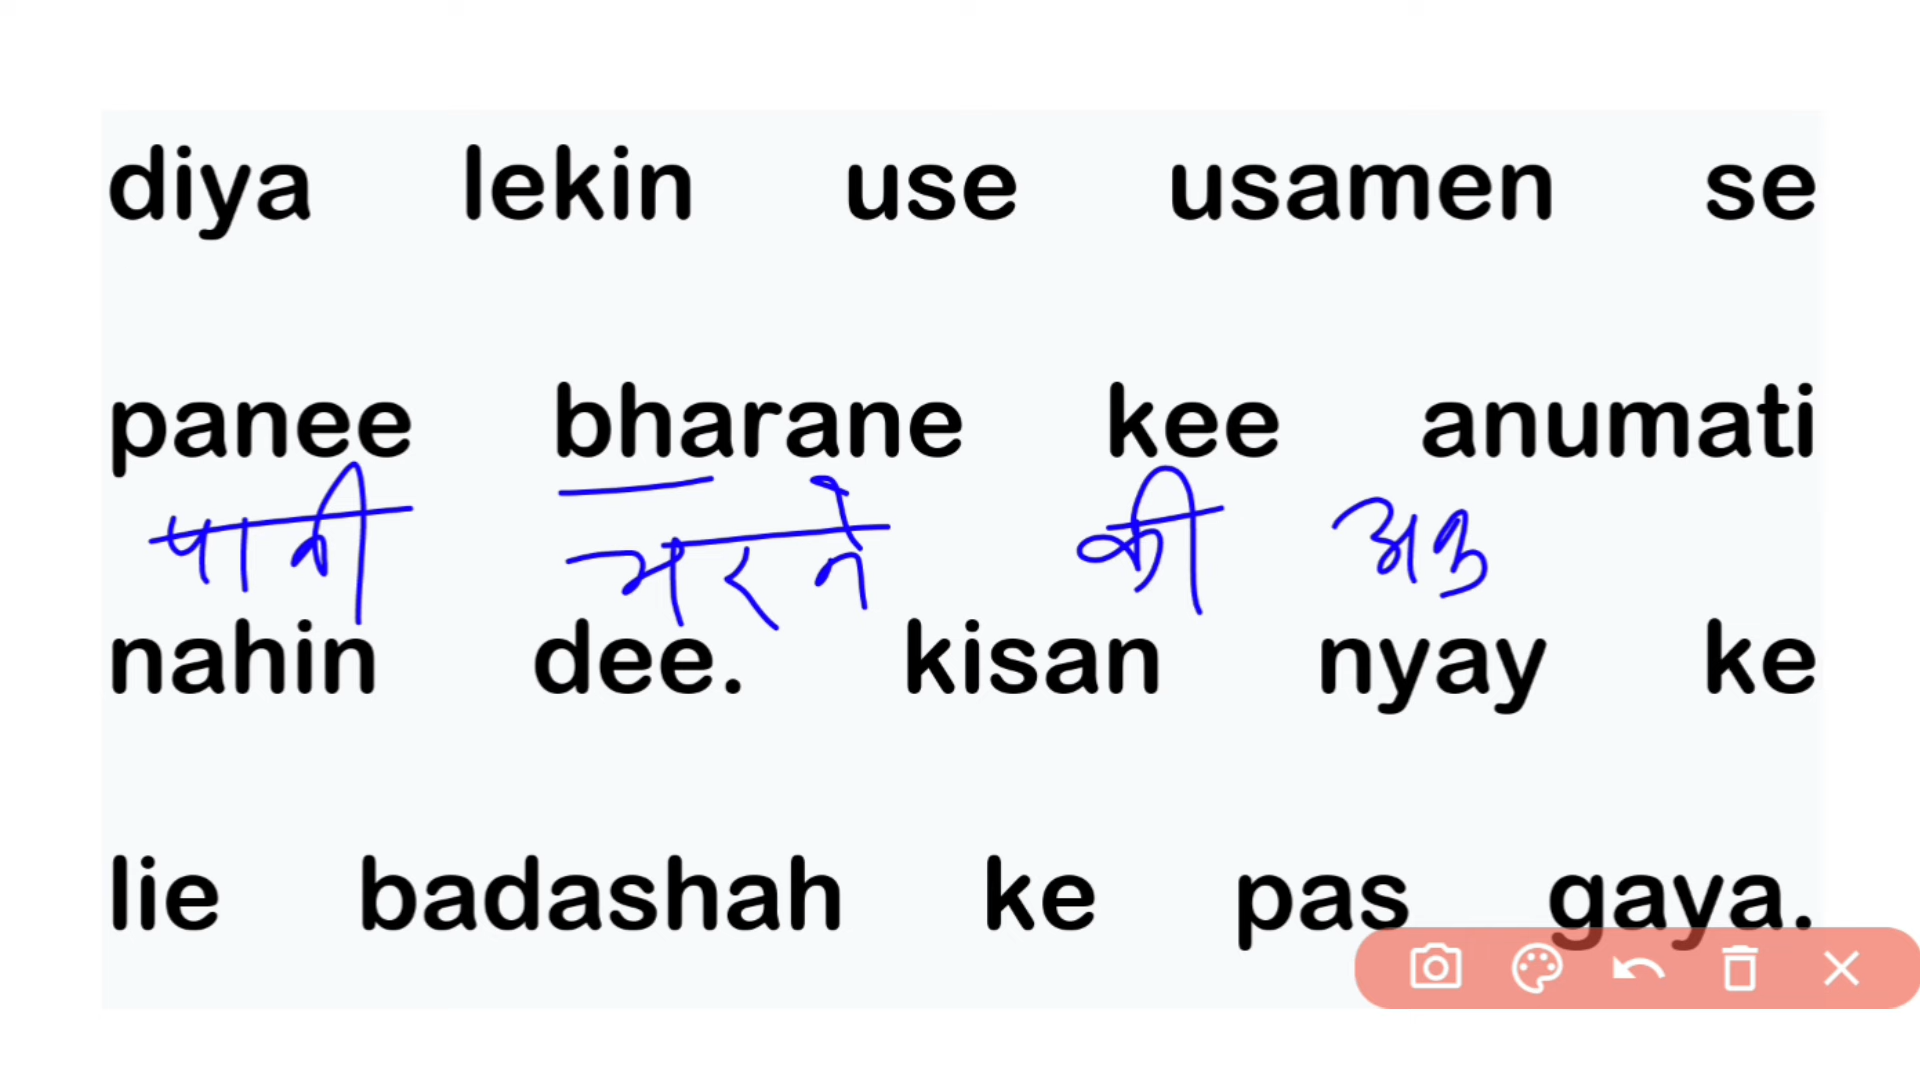 diya lekin use usamen se
panee bharane kee anumati
पानी भरने की अनु
nahin dee. kisan nyay ke
lie badashah ke pas gaya.